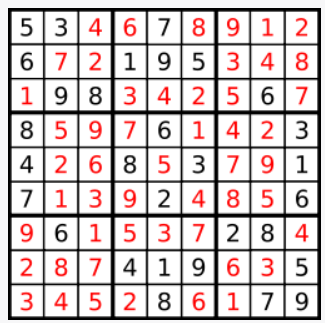 5 3 4 6 7 8 9 1 2
6 7 2 1 9 5 3 4 8
1 9 8 3 4 2 5 6 7
8 5 9 7 6 1 4 2 3
4 2 6 8 5 3 7 9 1
7 1 3 9 2 4 8 5 6
9 6 1 5 3 7 2 8 4
2 8 7 4 1 9 6 3 5
3 4 5 2 8 6 1 7 9